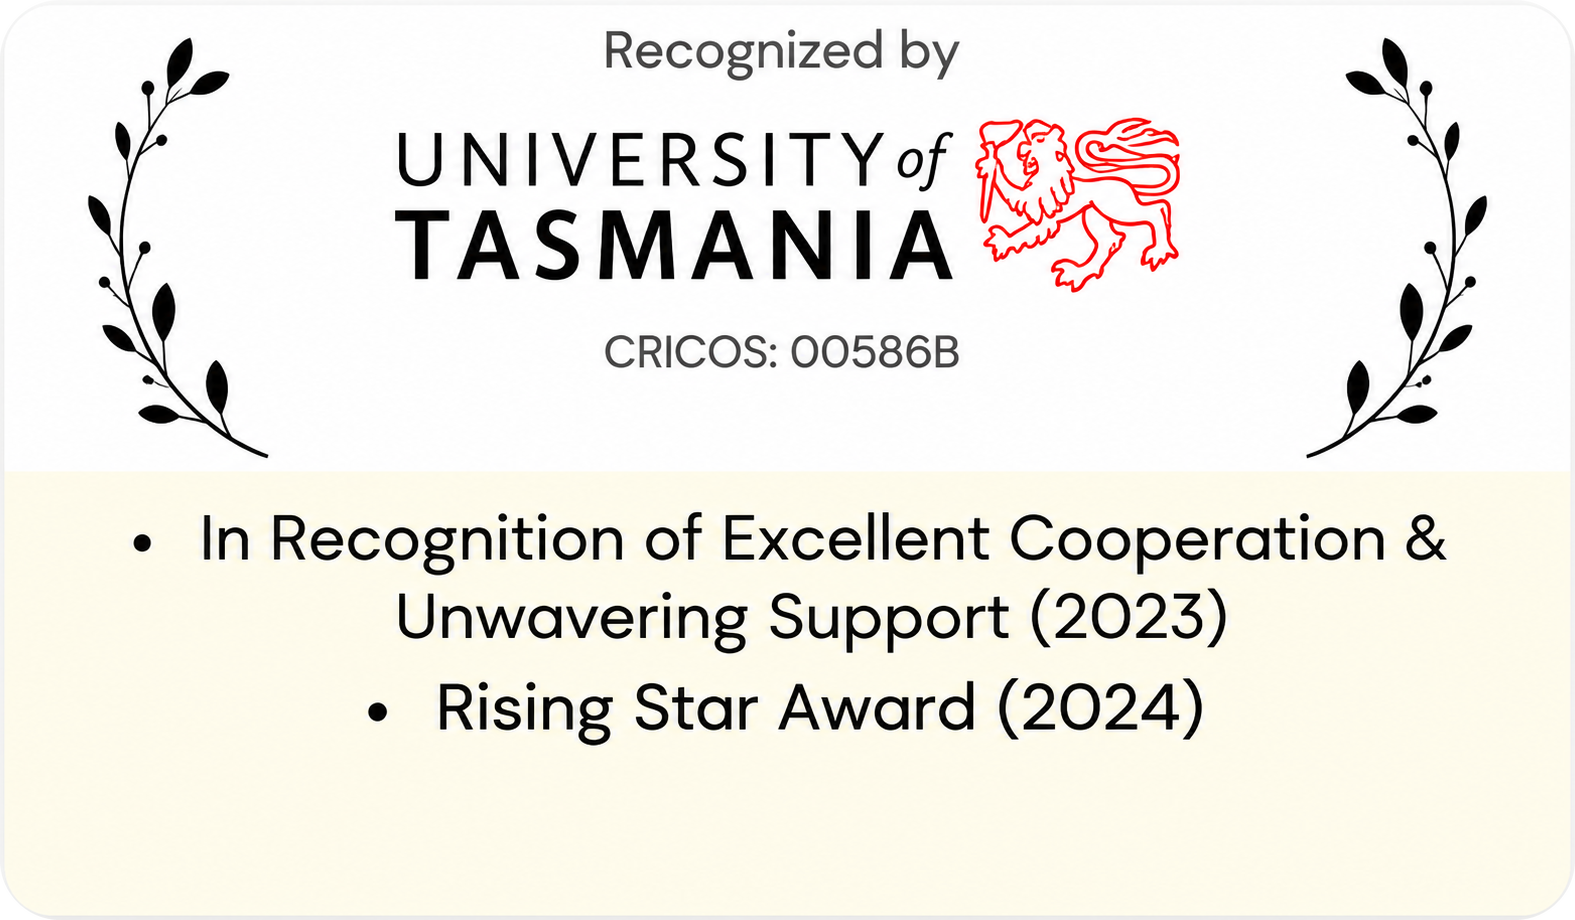 Recognized by
UNIVERSITY of
TASMANIA
CRICOS: 00586B
• In Recognition of Excellent Cooperation &
Unwavering Support (2023)
• Rising Star Award (2024)